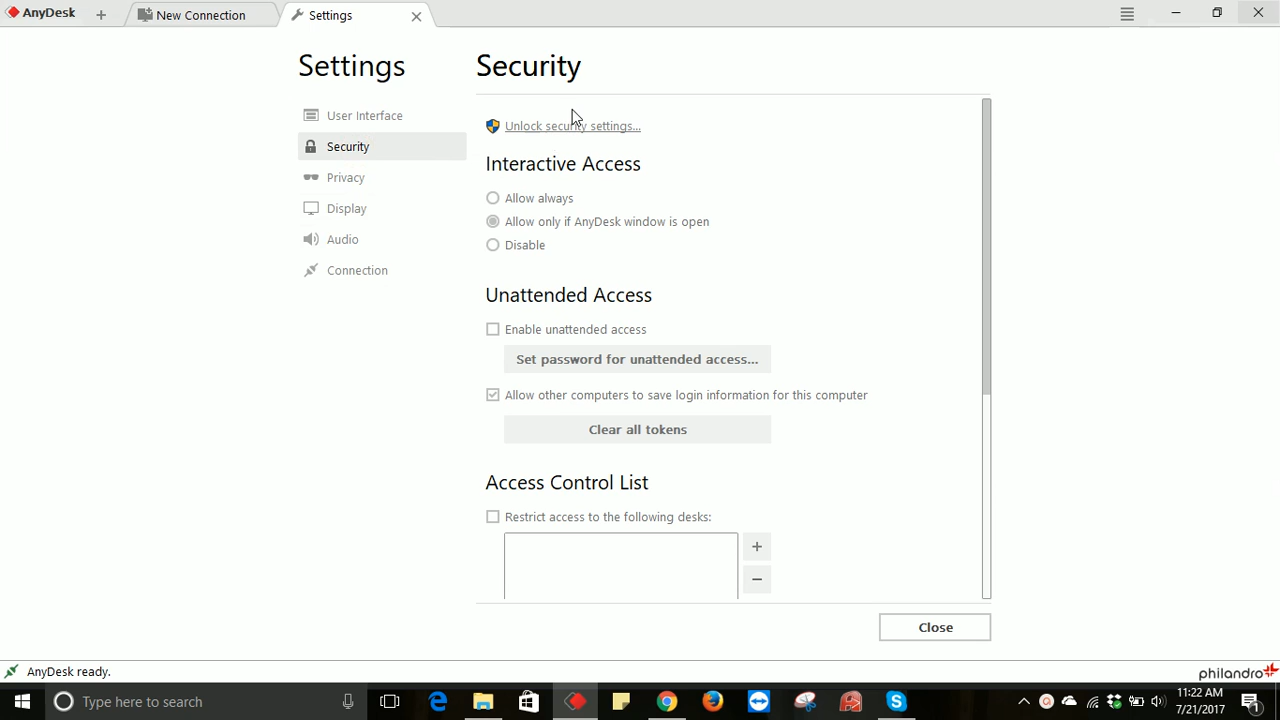 AnyDesk
New Connection
Settings
Settings
Security
User Interface
Security
Privacy
Display
Audio
Connection
Unlock security settings...
Interactive Access
Allow always
Allow only if AnyDesk window is open
Disable
Unattended Access
Enable unattended access
Set password for unattended access...
Allow other computers to save login information for this computer
Clear all tokens
Access Control List
Restrict access to the following desks:
Close
AnyDesk ready.
philandro
Type here to search
11:22 AM
7/21/2017
1